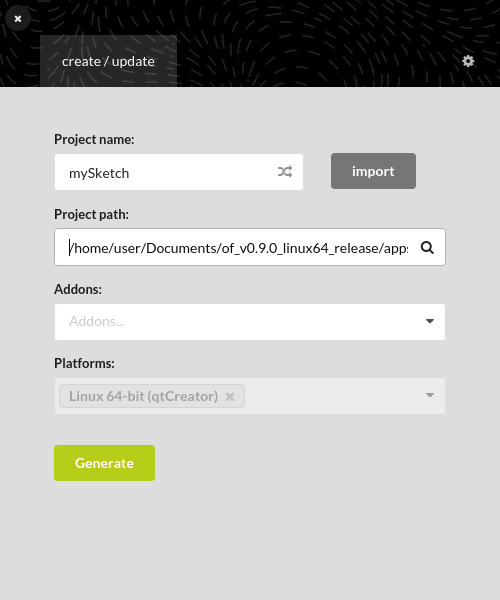 create / update
Project name:
mySketch
import
Project path:
/home/user/Documents/of_v0.9.0_linux64_release/apps
Addons:
Addons...
Platforms:
Linux 64-bit (qtCreator)
Generate